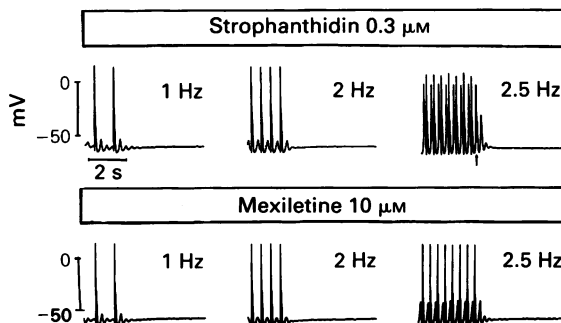 Strophanthidin 0.3 μM
0
mV
−50
1 Hz
2 Hz
2.5 Hz
2 s
Mexiletine 10 μM
0
−50
1 Hz
2 Hz
2.5 Hz